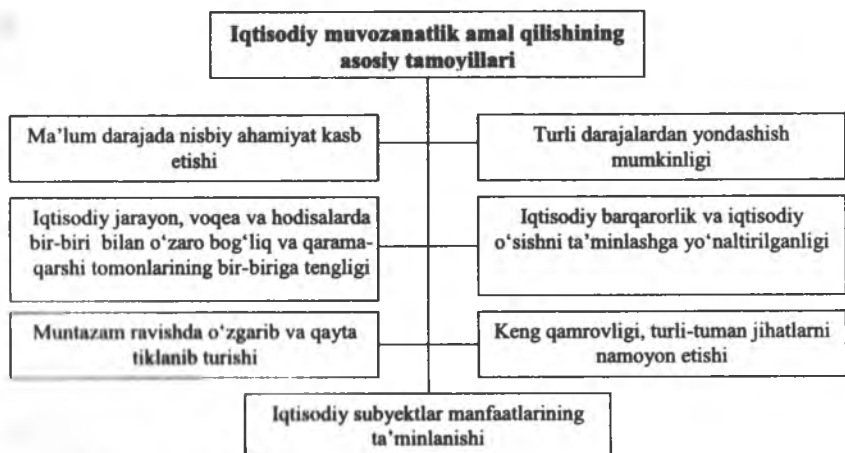 Iqtisodiy muvozanatlik amal qilishining
asosiy tamoyillari
Ma’lum darajada nisbiy ahamiyat kasb
etishi
Turli darajalardan yondashish
mumkinligi
Iqtisodiy jarayon, voqea va hodisalarda
bir-biri bilan o‘zaro bog‘liq va qarama-
qarshi tomonlarining bir-biriga tengligi
Iqtisodiy barqarorlik va iqtisodiy
o‘sishni ta’minlashga yo‘naltirilganligi
Muntazam ravishda o‘zgarib va qayta
tiklanib turishi
Keng qamrovligi, turli-tuman jihatlarni
namoyon etishi
Iqtisodiy subyektlar manfaatlarining
ta‘minlanishi